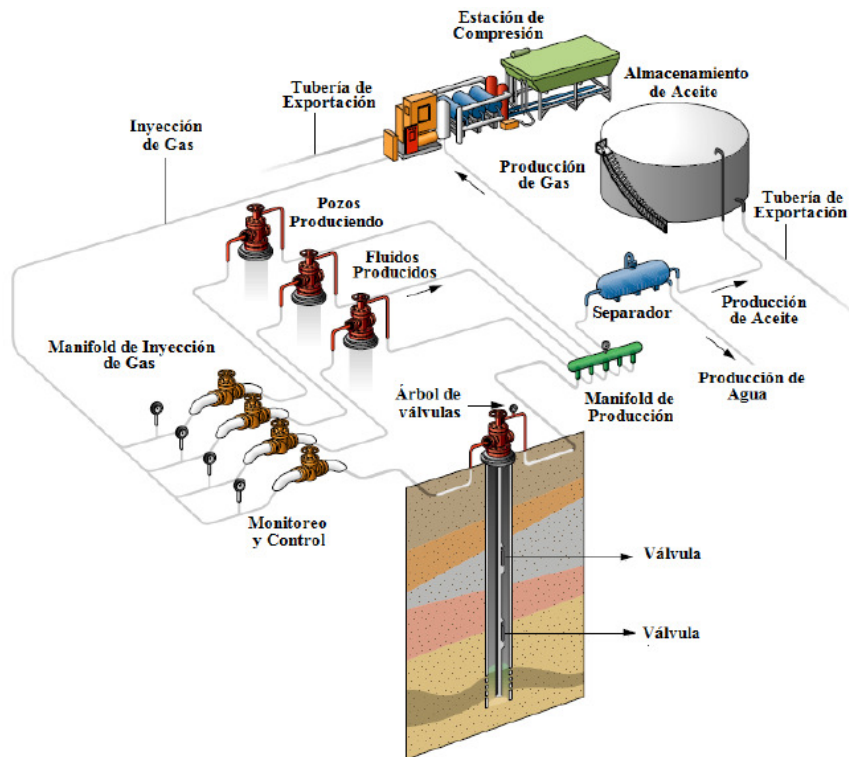 Estación de
Compresión
Tubería de
Exportación
Almacenamiento
de Aceite
Inyección
de Gas
Producción
de Gas
Tubería de
Exportación
Pozos
Produciendo
Fluidos
Producidos
Separador
Producción
de Aceite
Manifold de Inyección
de Gas
Árbol de
válvulas
Manifold de
Producción
Producción de
Agua
Monitoreo
y Control
Válvula
Válvula